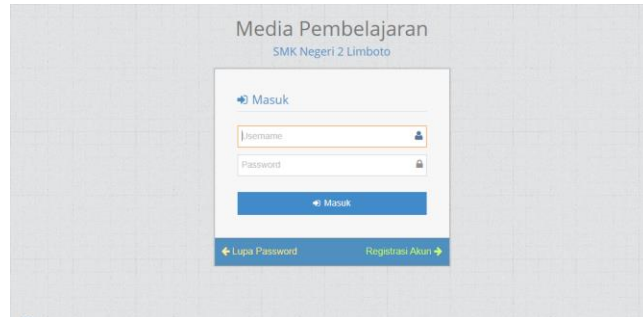 Media Pembelajaran
SMK Negeri 2 Limboto
Masuk
Username
Password
Masuk
Lupa Password
Registrasi Akun